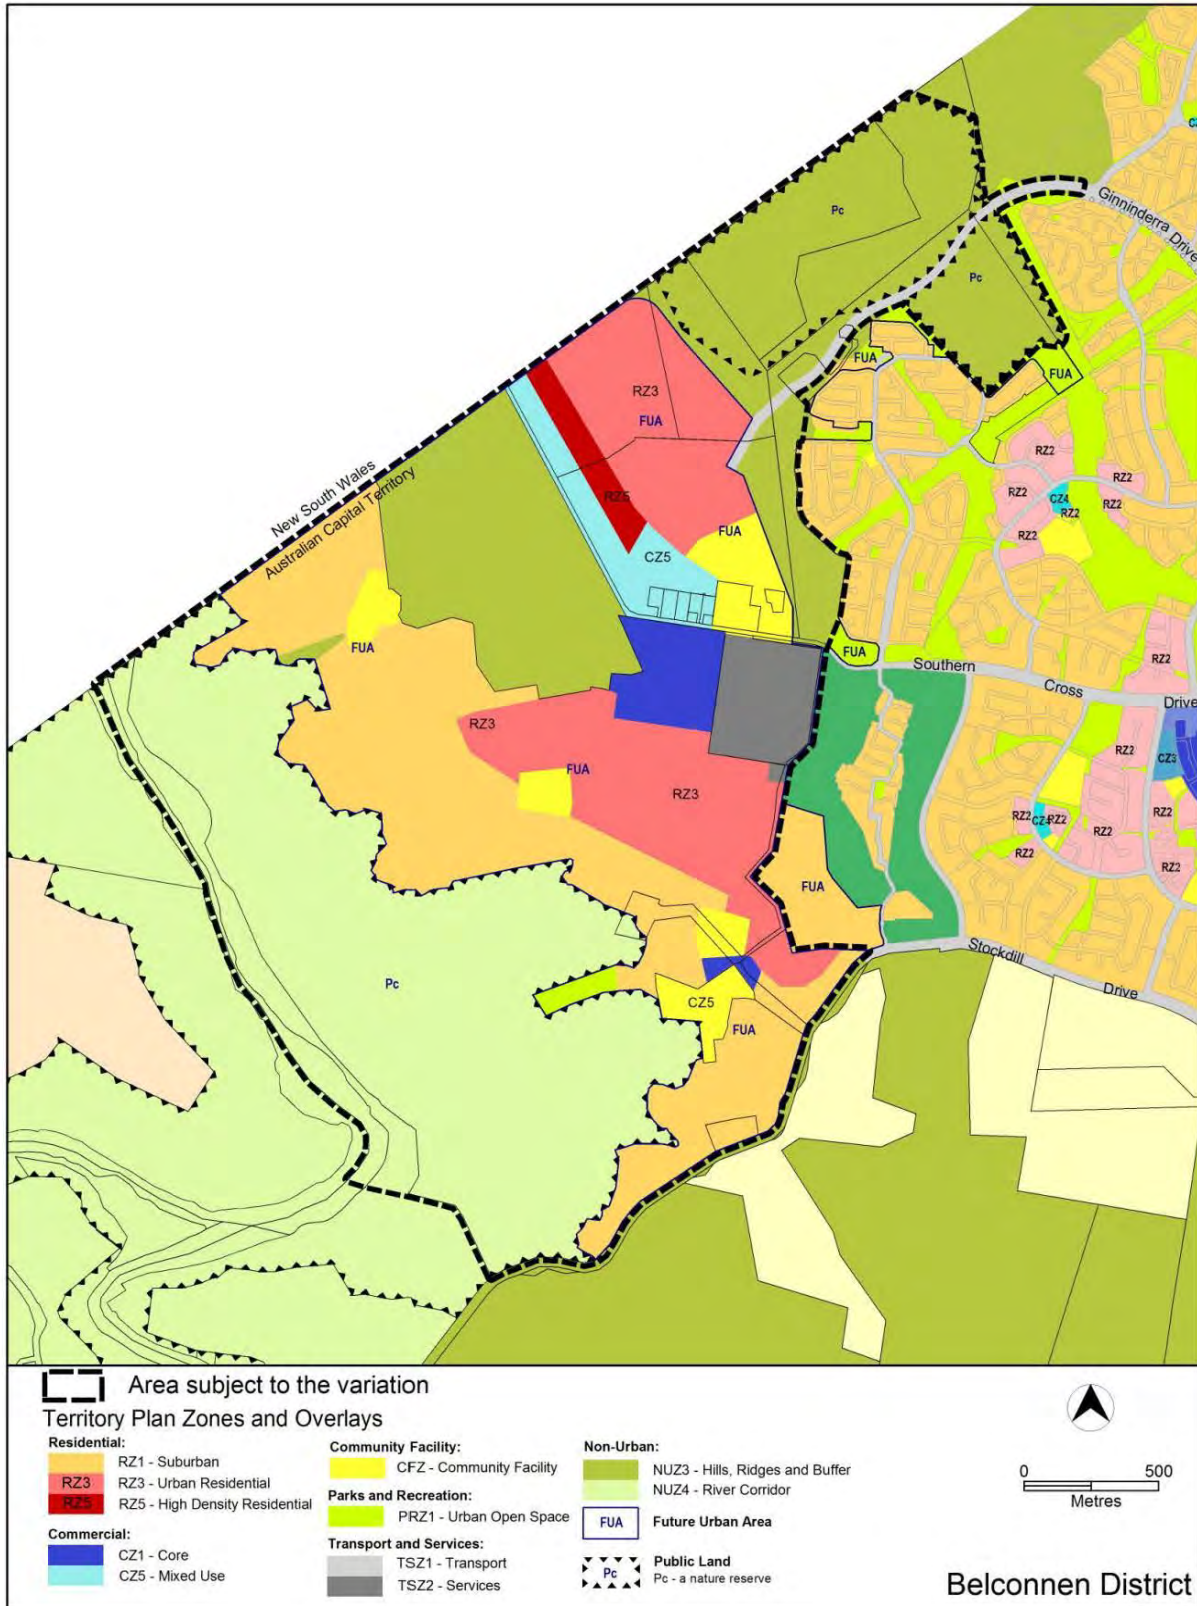 CZ
Pc
Ginninderra Drive
Pc
FUA
FUA
RZ3
FUA
RZ2
New South Wales
Australian Capital Territory
RZ2
RZ2
CZ4
RZ2
RZ2
RZ5
FUA
RZ2
CZ5
FUA
FUA
RZ2
Southern Cross Drive
RZ3
RZ2
FUA
CZ3
RZ3
RZ2
CZ4
RZ2
RZ2
RZ2
RZ2
RZ2
FUA
Stockdill Drive
Pc
CZ5
FUA
Area subject to the variation
Territory Plan Zones and Overlays
Residential:
RZ1 - Suburban
RZ3 RZ3 - Urban Residential
RZ5 RZ5 - High Density Residential
Commercial:
CZ1 - Core
CZ5 - Mixed Use
Community Facility:
CFZ - Community Facility
Parks and Recreation:
PRZ1 - Urban Open Space
Transport and Services:
TSZ1 - Transport
TSZ2 - Services
Non-Urban:
NUZ3 - Hills, Ridges and Buffer
NUZ4 - River Corridor
FUA Future Urban Area
Public Land
Pc Pc - a nature reserve
0 500
Metres
Belconnen District